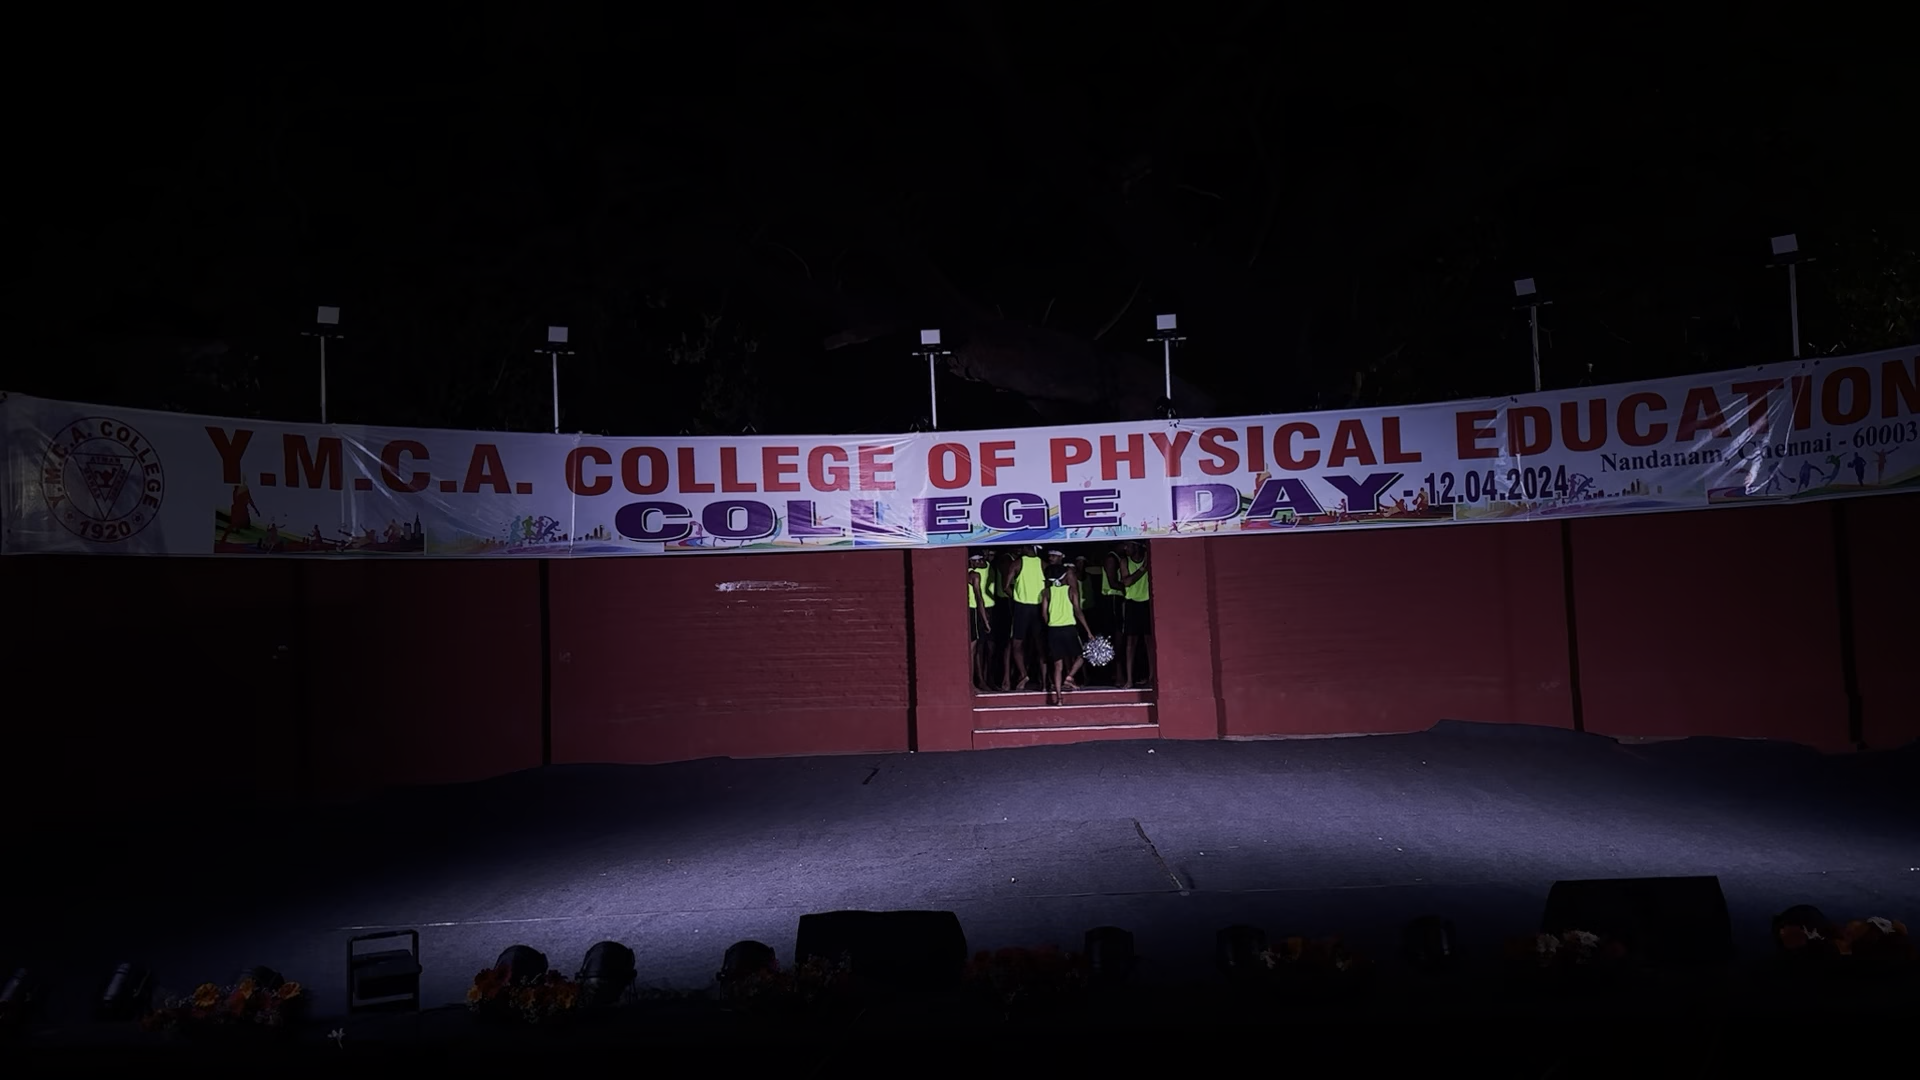 Y.M.C.A. COLLEGE
1920
Y.M.C.A. COLLEGE OF PHYSICAL EDUCATION
Nandanam, Chennai - 60003
COLLEGE DAY - 12.04.2024